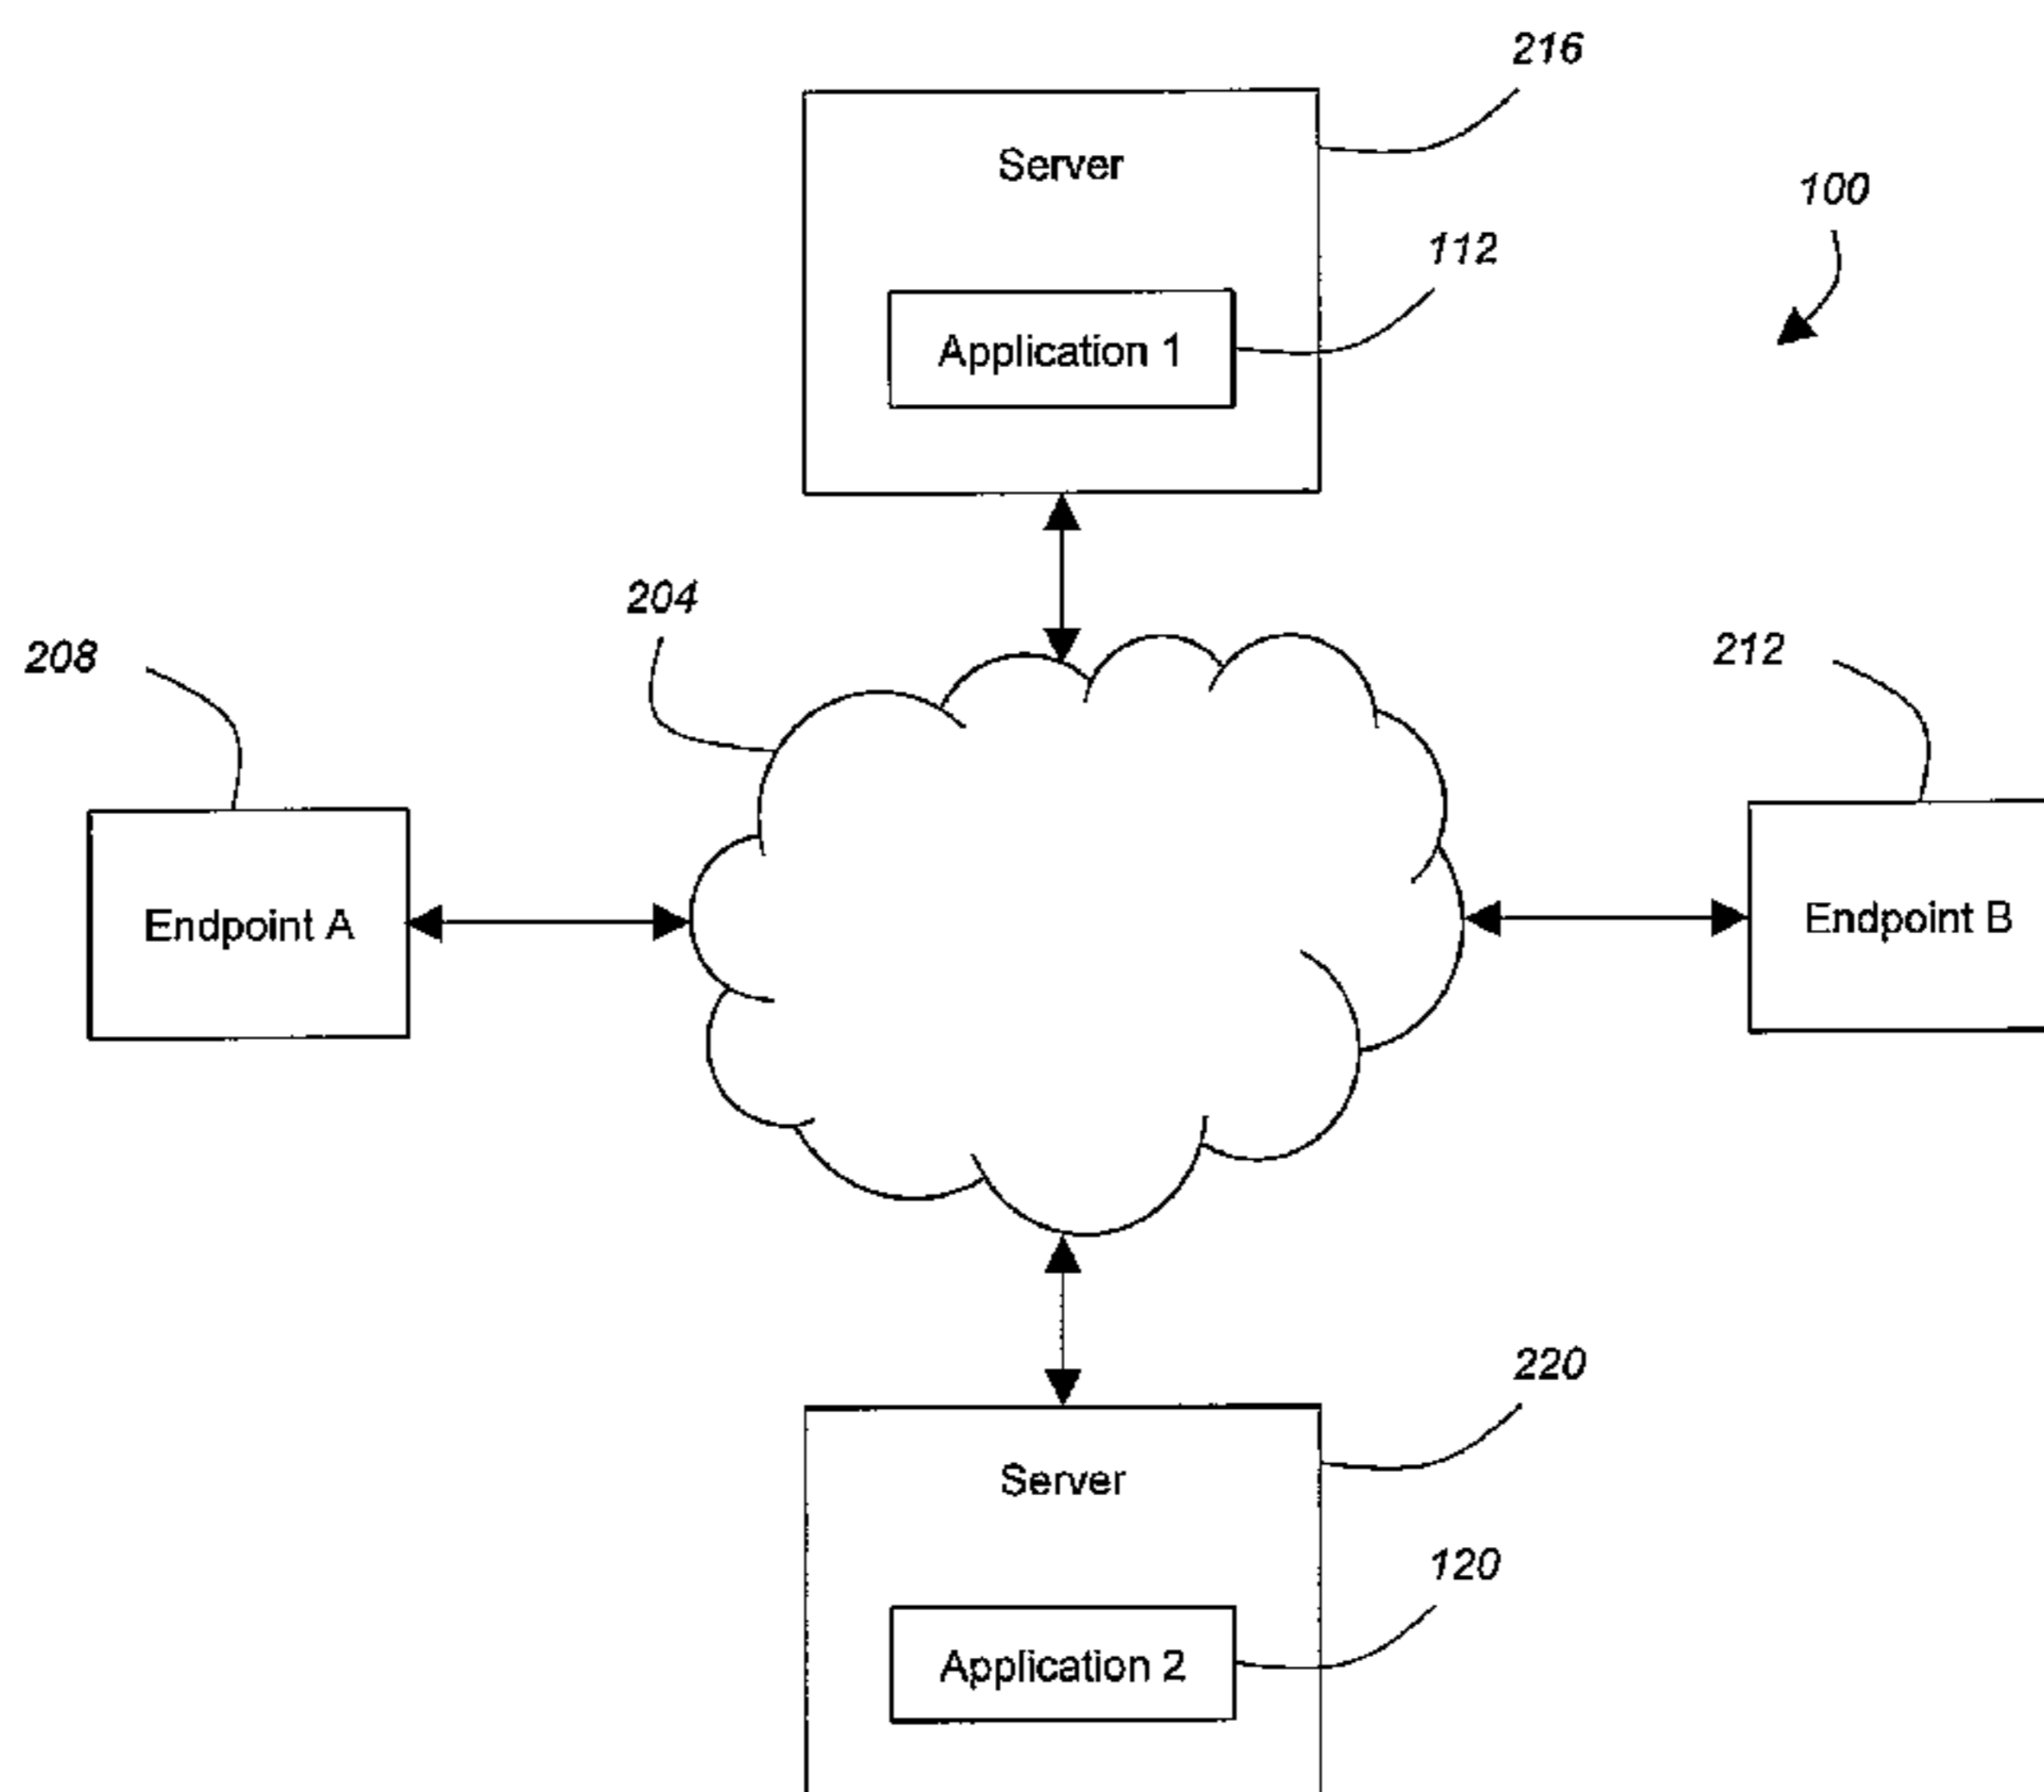 216
Server
100
112
Application 1
204
208
212
Endpoint A
Endpoint B
220
Server
120
Application 2